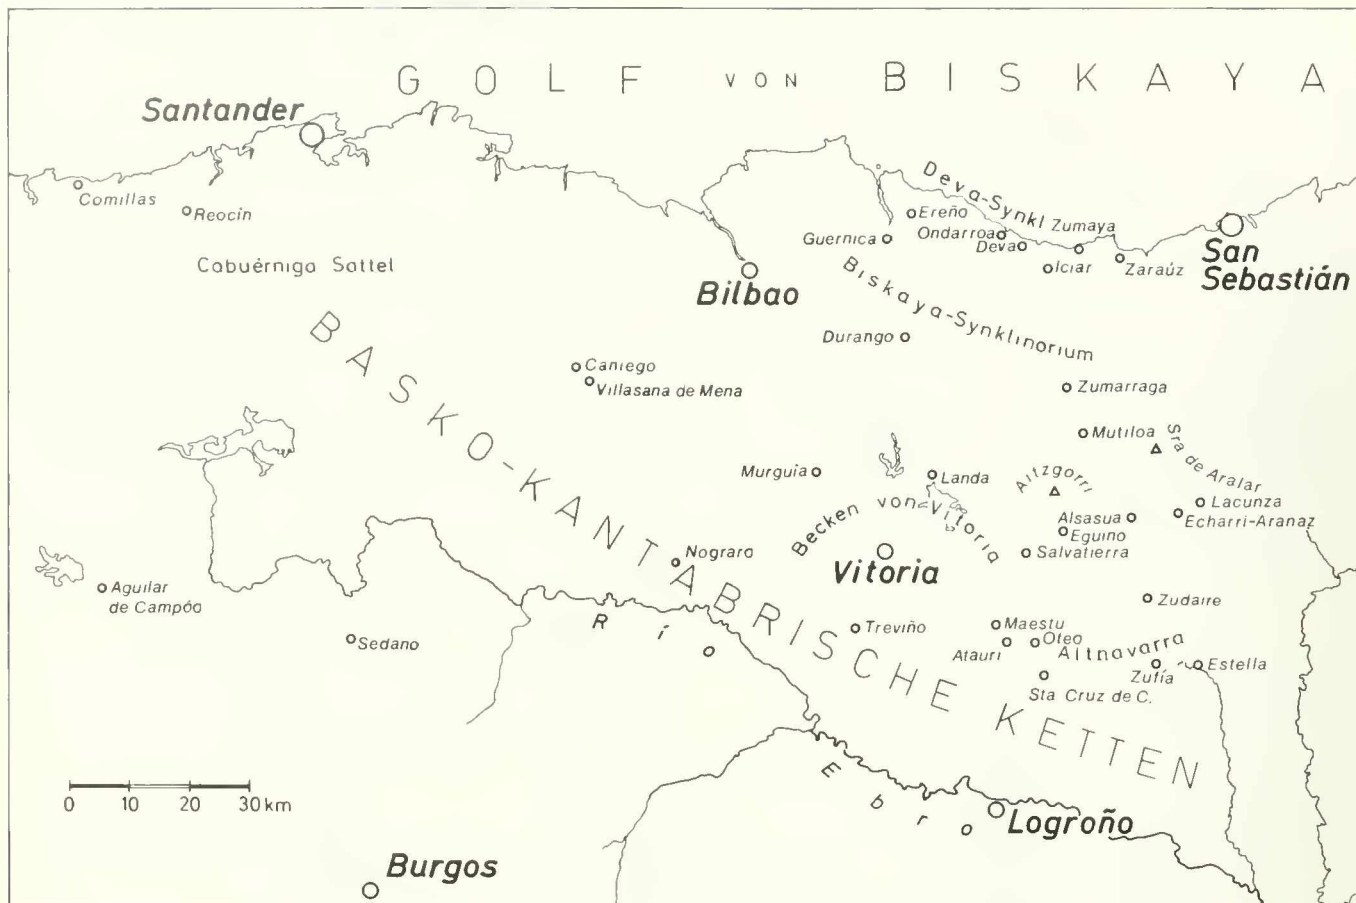 GOLF VON BISKAYA
Santander
Comillas
Reocin
Cabuérniga Sattel
Bilbao
Guernica
Ereño
Ondarroa
Deva
Deva-Synkl
Zumaya
Iciar
Zaraúz
San
Sebastián
Biskaya-Synklinorium
Durango
BASKO-KANTABRISCHE KETTEN
Caniego
Villasana de Mena
Zumarraga
Mutiloa
Sra de Aralar
Murguia
Landa
Aitzgorri
Lacunza
Echarri-Aranaz
Alsasua
Eguino
Salvatierra
Becken von Vitoria
Vitoria
Nograro
Aguilar
de Campóo
Sedano
Río Ebro
Treviño
Zudaire
Maestu
Atauri
Oteo
Altnavarra
Zufía
Estella
Sta Cruz de C.
0 10 20 30 km
Logroño
Burgos